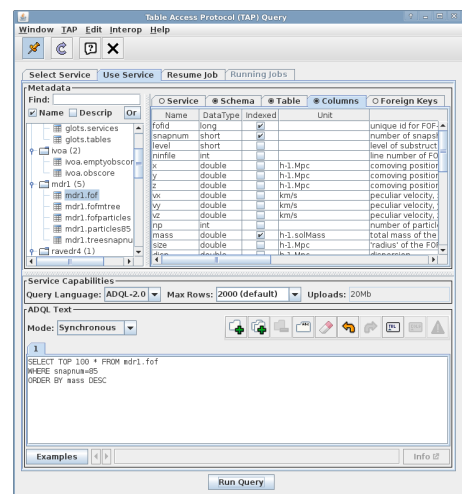 Table Access Protocol (TAP) Query
Window TAP Edit Interop Help
Select Service Use Service Resume Job Running Jobs
Metadata
Find:
Name Descrip Or
glots.services
glots.tables
ivoa (2)
ivoa.emptyobscor
ivoa.obscore
mdr1 (5)
mdr1.fof
mdr1.fofmtree
mdr1.fofparticles
mdr1.particles85
mdr1.treesnapnu
ravedr4 (1)
Service Schema Table Columns Foreign Keys
Name DataType Indexed Unit
fofid long unique id for FOF-
snapnum short number of snapsh
level short level of substruct
ninfile int line number of FO
x double h-1.Mpc comoving position
y double h-1.Mpc comoving position
z double h-1.Mpc comoving position
vx double km/s peculiar velocity,
vy double km/s peculiar velocity,
vz double km/s peculiar velocity,
np int number of particl
mass double h-1.solMass total mass of the
size double h-1.Mpc 'radius' of the FOF
disp double h-1.Mpc dispersion
Service Capabilities
Query Language: ADQL-2.0 Max Rows: 2000 (default) Uploads: 20Mb
ADQL Text
Mode: Synchronous
1
SELECT TOP 100 * FROM mdr1.fof
WHERE snapnum=85
ORDER BY mass DESC
Examples Info
Run Query